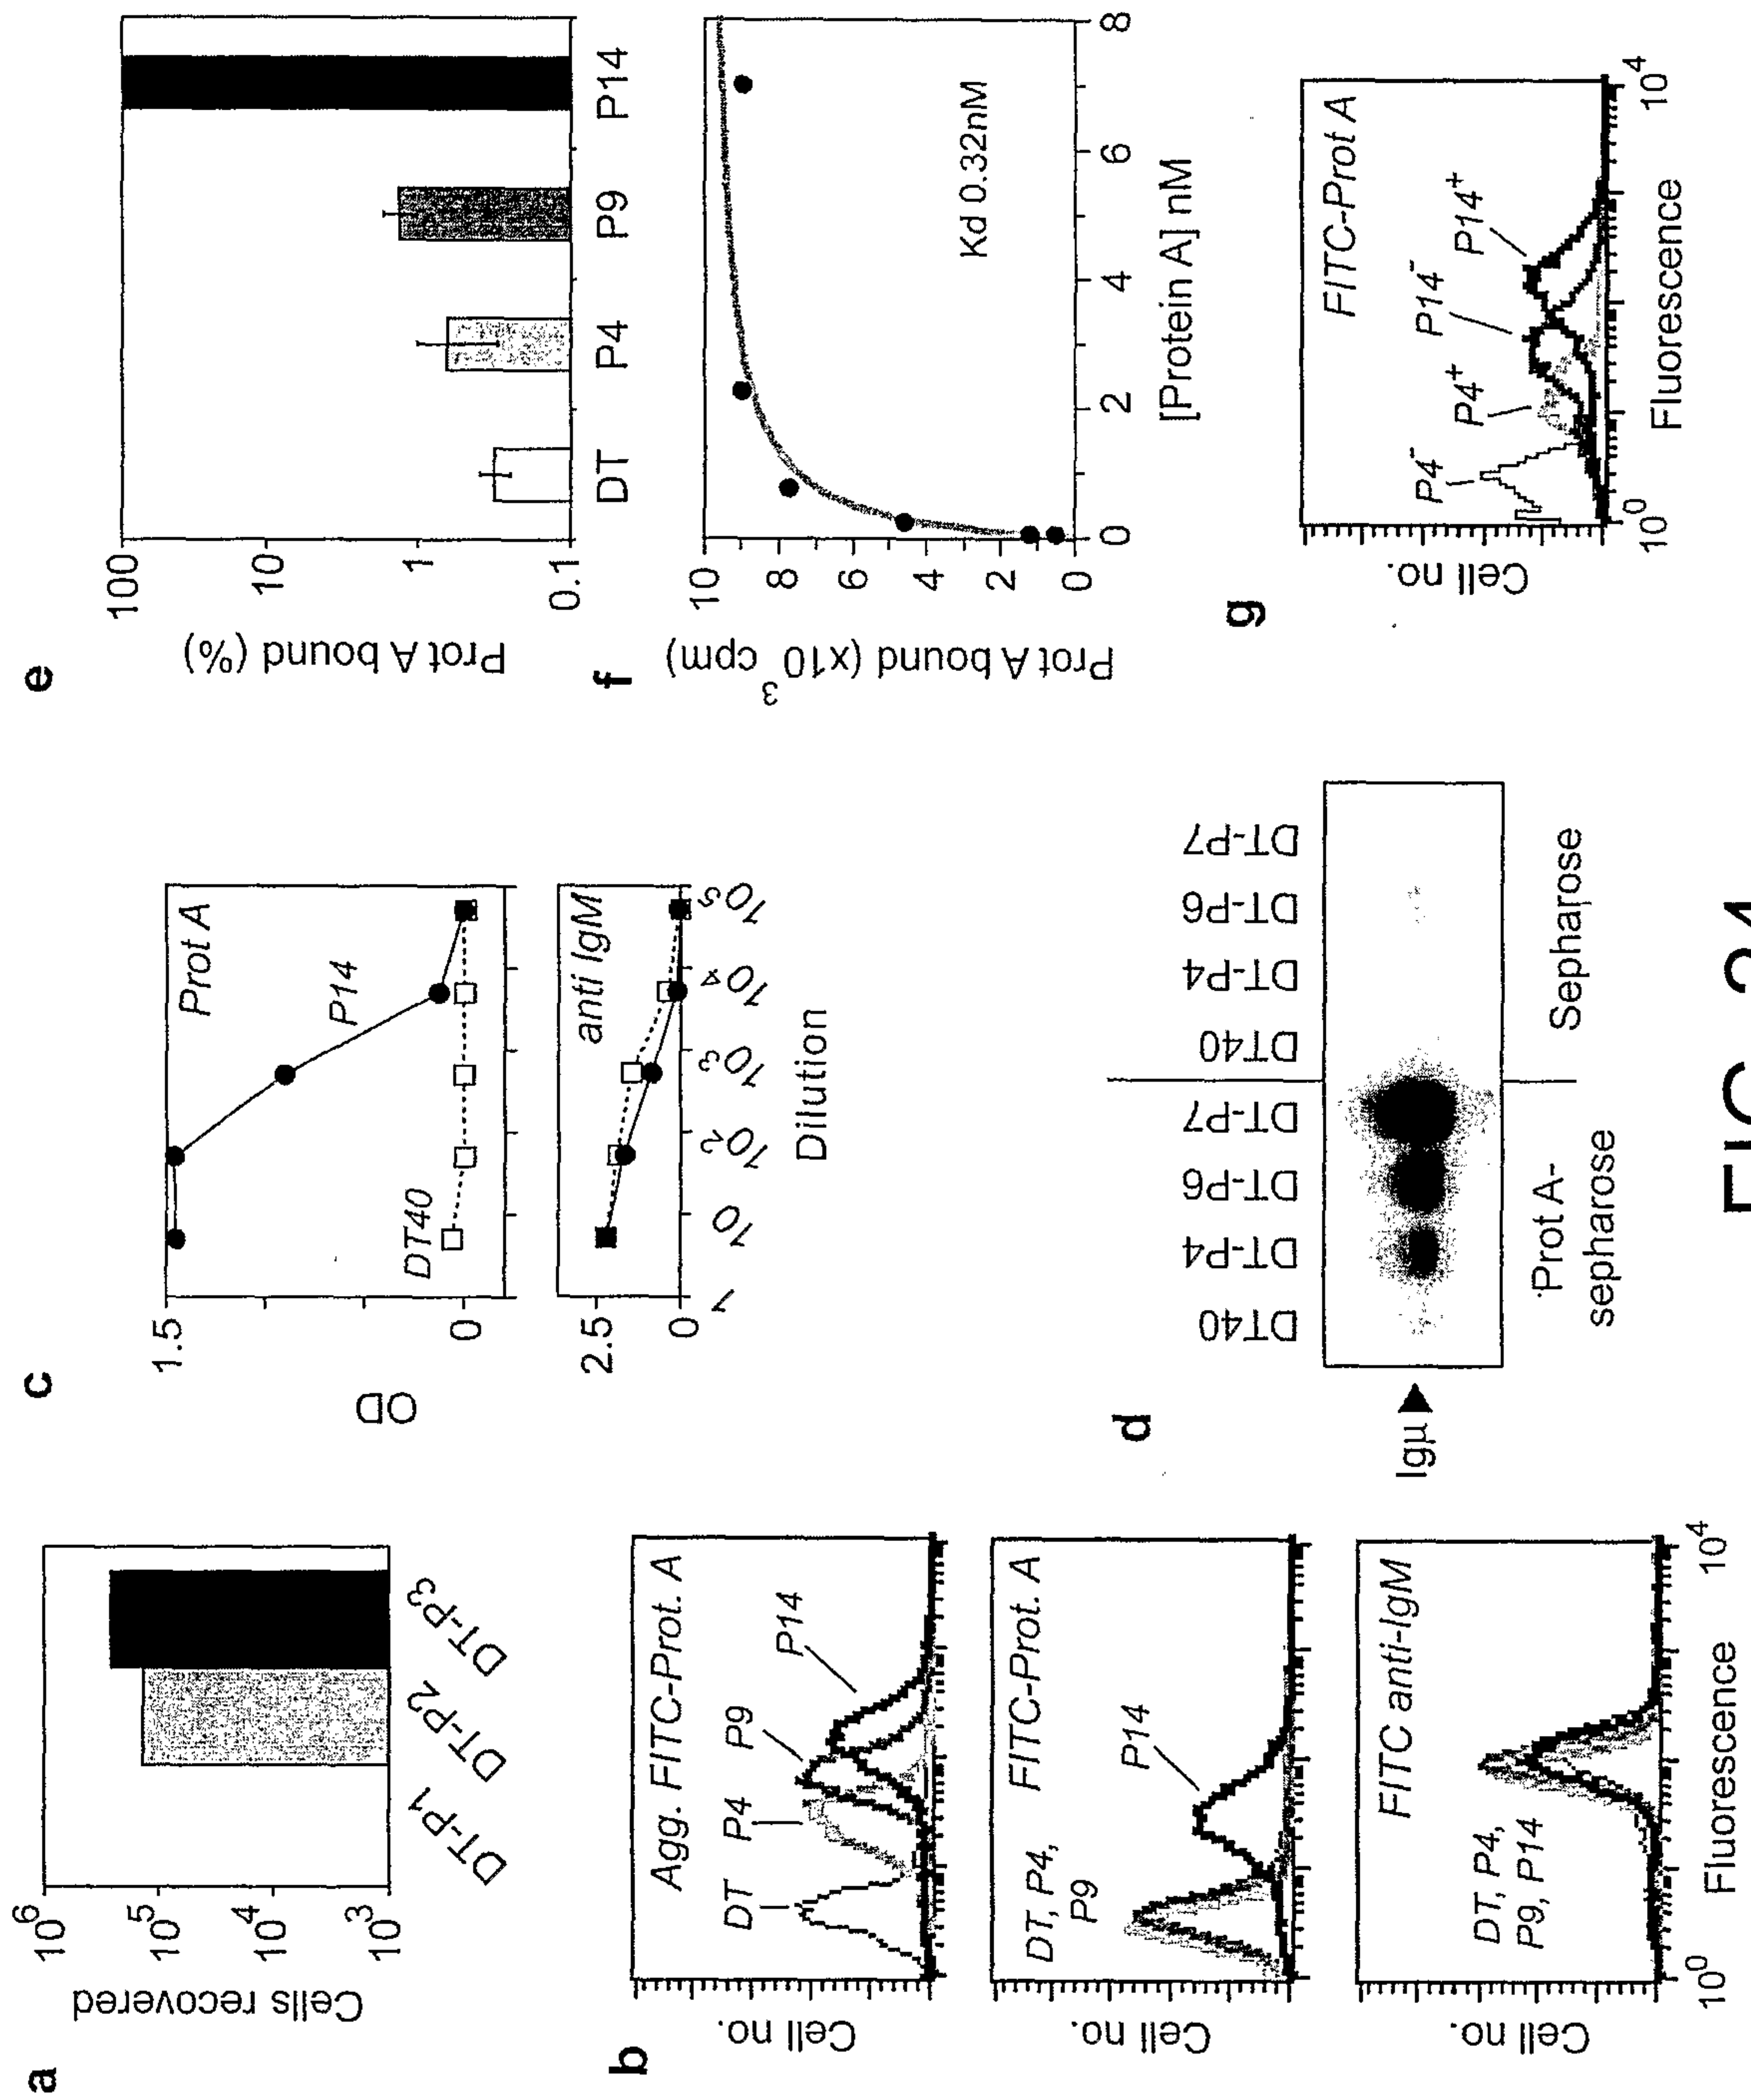 a
Cells recovered
10^6
10^5
10^4
10^3
DT-P1
DT-P2
DT-P3
b
Cell no.
Agg. FITC-Prot. A
DT
P4
P9
P14
Cell no.
FITC-Prot. A
DT, P4,
P9
P14
Cell no.
FITC anti-IgM
DT, P4,
P9, P14
10^0
10^4
Fluorescence
c
OD
1.5
0
Prot A
P14
DT40
2.5
0
anti IgM
1
10
10^2
10^3
10^4
10^5
Dilution
d
DT40
DT-P4
DT-P6
DT-P7
DT40
DT-P4
DT-P6
DT-P7
Igµ
Prot A-
sepharose
Sepharose
e
Prot A bound (%)
100
10
1
0.1
DT
P4
P9
P14
f
Prot A bound (x10^3 cpm)
10
8
6
4
2
0
Kd 0.32nM
0
2
4
6
8
[Protein A] nM
g
Cell no.
FITC-Prot A
P4^-
P4^+
P14^-
P14^+
10^0
10^4
Fluorescence